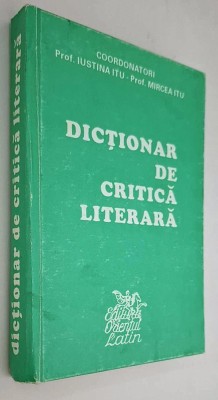 COORDONATORI
Prof. IUSTINA ITU - Prof. MIRCEA ITU
DICȚIONAR
DE
CRITICĂ
LITERARĂ
Editura
Orientul
Latin
dicționar de critică literară